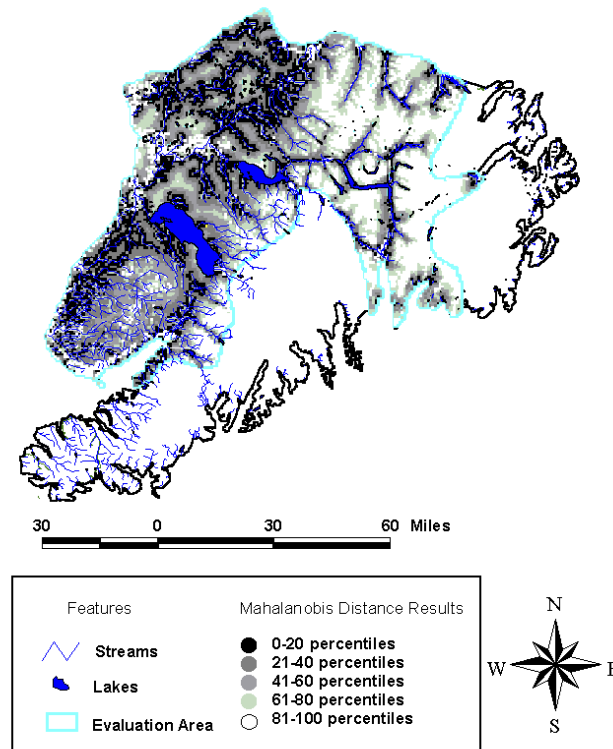 30 0 30 60 Miles
Features
Mahalanobis Distance Results
Streams
Lakes
Evaluation Area
0-20 percentiles
21-40 percentiles
41-60 percentiles
61-80 percentiles
81-100 percentiles
N
W
E
S